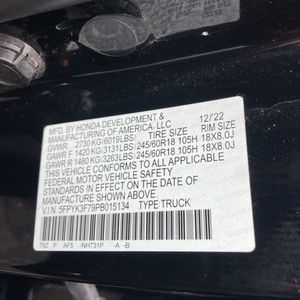 MFD. BY HONDA DEVELOPMENT & 12/22
MANUFACTURING OF AMERICA, LLC
GVWR 2730 KG(6019LBS) TIRE SIZE RIM SIZE
GAWR F 1420 KG(3131LBS) 245/60R18 105H 18X8.0J
GAWR R 1480 KG(3263LBS) 245/60R18 105H 18X8.0J
THIS VEHICLE CONFORMS TO ALL APPLICABLE
FEDERAL MOTOR VEHICLE SAFETY
STANDARDS IN EFFECT ON THE DATE OF
MANUFACTURE SHOWN ABOVE.
V.I.N.: 5FPYK3F79PB015134 TYPE TRUCK
T6Z P AF5 -NH731P -A -B